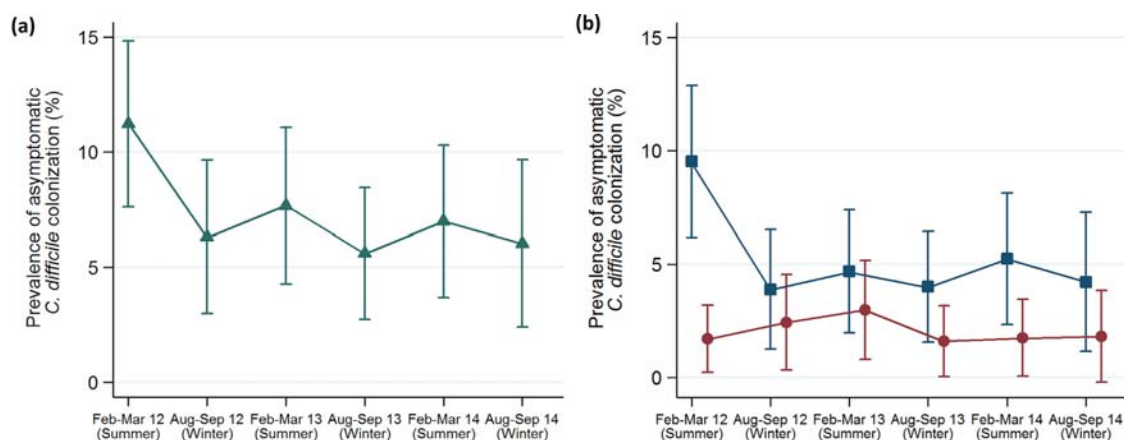 (a)
Prevalence of asymptomatic
C. difficile colonization (%)
15
10
5
0
Feb-Mar 12
(Summer)
Aug-Sep 12
(Winter)
Feb-Mar 13
(Summer)
Aug-Sep 13
(Winter)
Feb-Mar 14
(Summer)
Aug-Sep 14
(Winter)
(b)
Prevalence of asymptomatic
C. difficile colonization (%)
15
10
5
0
Feb-Mar 12
(Summer)
Aug-Sep 12
(Winter)
Feb-Mar 13
(Summer)
Aug-Sep 13
(Winter)
Feb-Mar 14
(Summer)
Aug-Sep 14
(Winter)